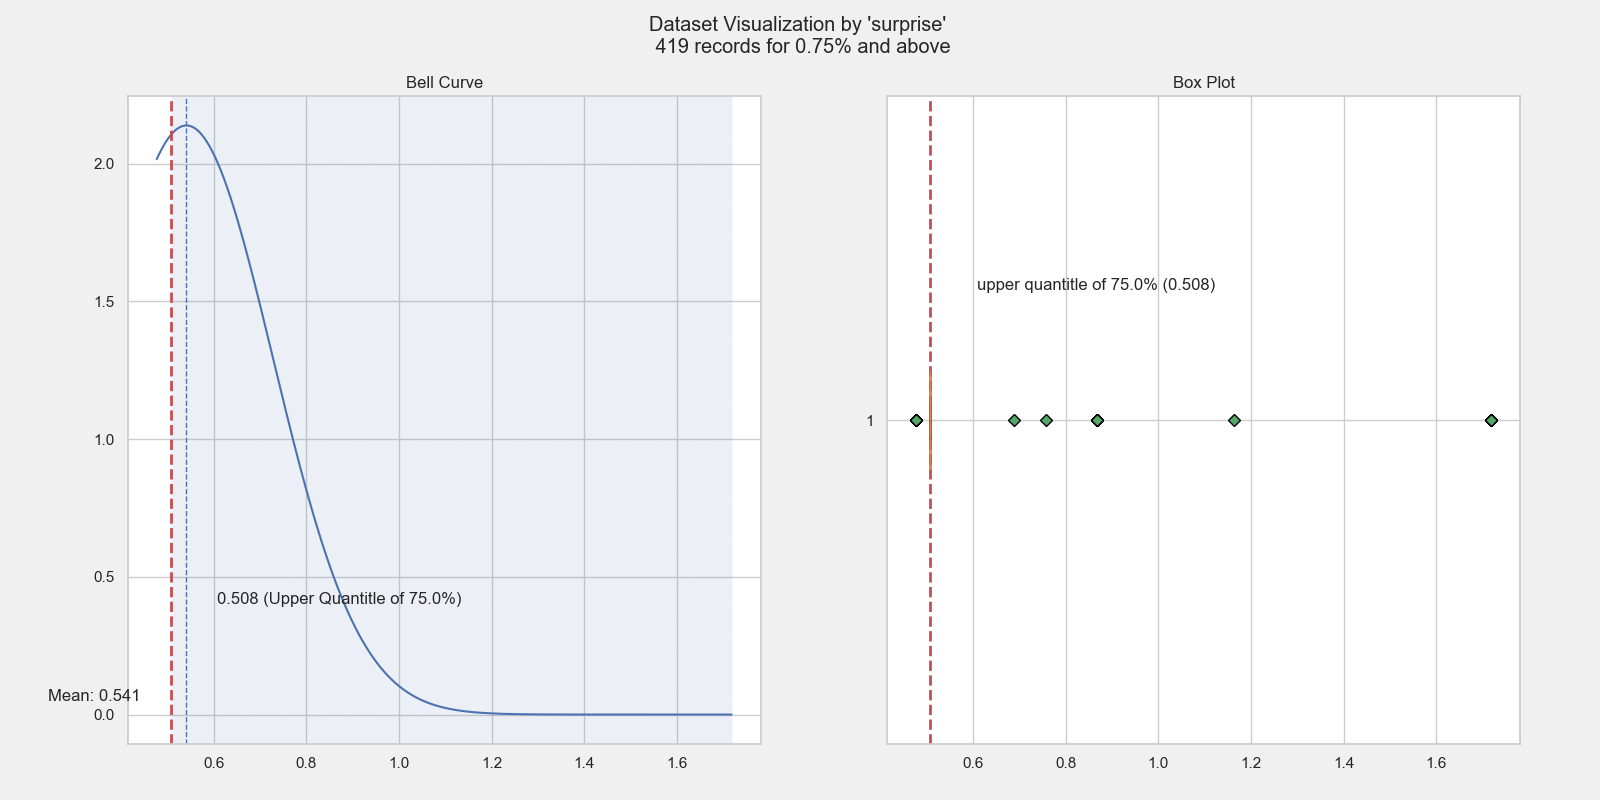 Dataset Visualization by 'surprise'
419 records for 0.75% and above
Bell Curve
2.0
1.5
1.0
0.5
0.0
0.508 (Upper Quantitle of 75.0%)
Mean: 0.541
0.6 0.8 1.0 1.2 1.4 1.6
Box Plot
upper quantitle of 75.0% (0.508)
1
0.6 0.8 1.0 1.2 1.4 1.6